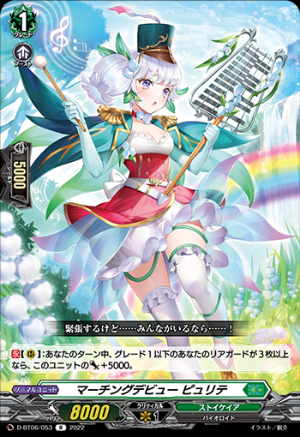 1
グレード
ブースト
5000
シールド
緊張するけど……みんながいるなら……!
永【R】:あなたのターン中、グレード1以下のあなたのリアガードが3枚以上
なら、このユニットの+5000。
ノーマルユニット
マーチングデビュー ピュリテ
パワー 8000
クリティカル
1
ストイケイア
バイオロイド
D-BT06/053 R 2022
イラスト/範介